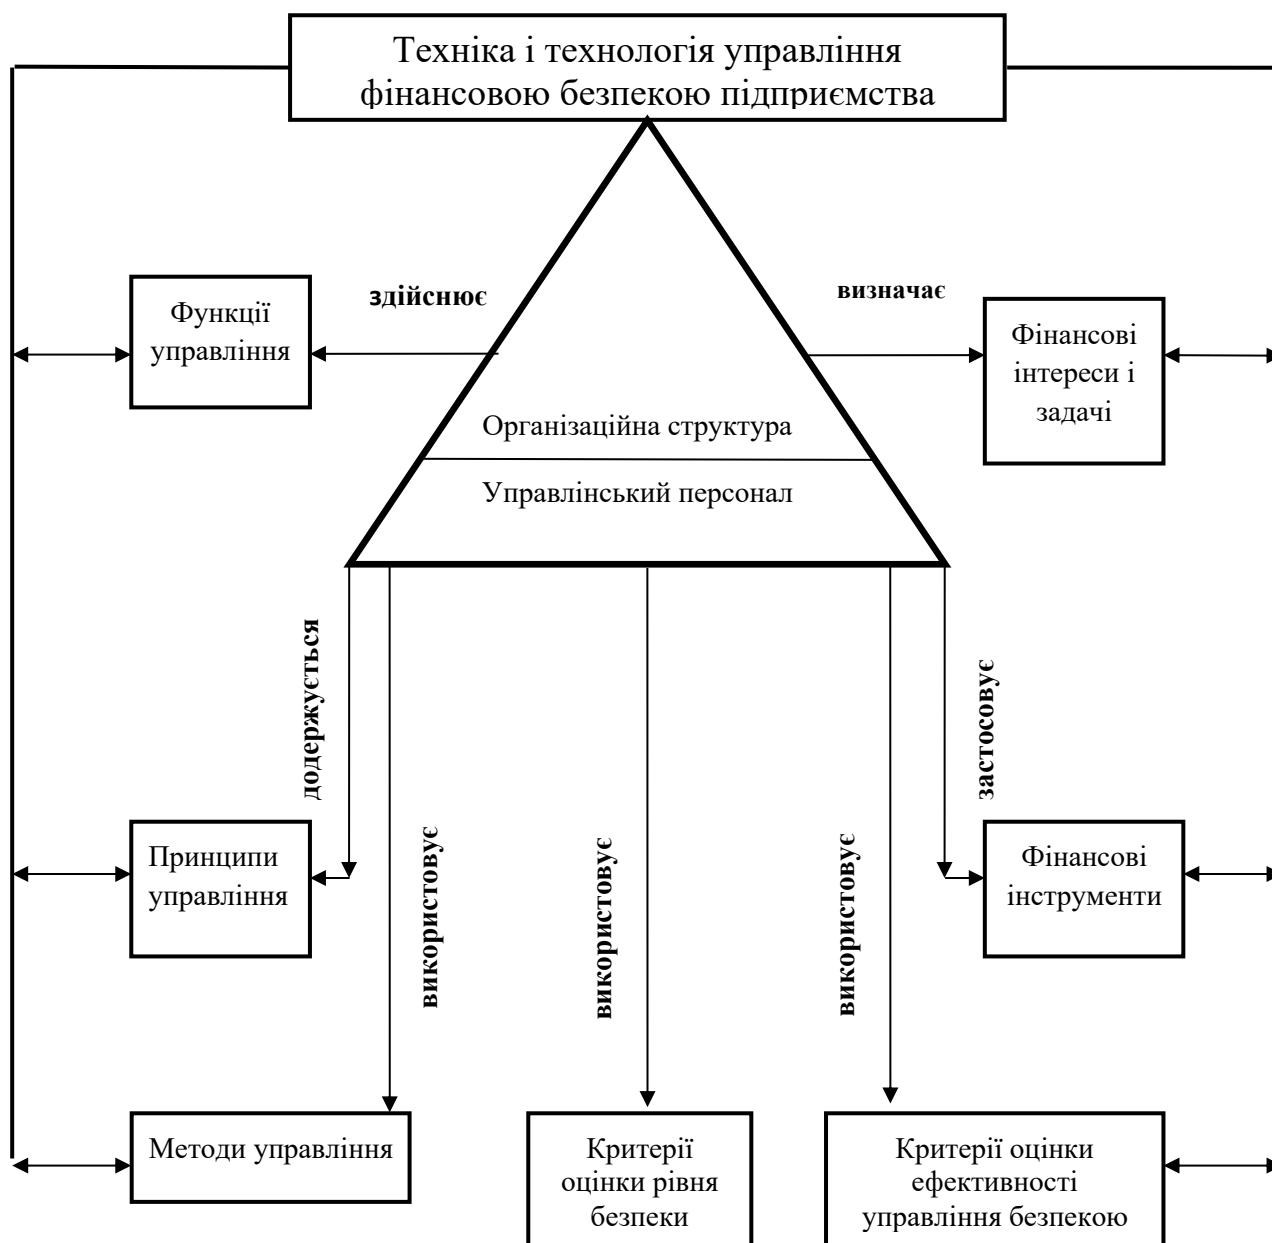 Техніка і технологія управління
фінансовою безпекою підприємства
здійснює
визначає
Функції
управління
Фінансові
інтереси і
задачі
Організаційна структура
Управлінський персонал
додержується
застосовує
використовує
використовує
використовує
Принципи
управління
Фінансові
інструменти
Методи управління
Критерії
оцінки рівня
безпеки
Критерії оцінки
ефективності
управління безпекою